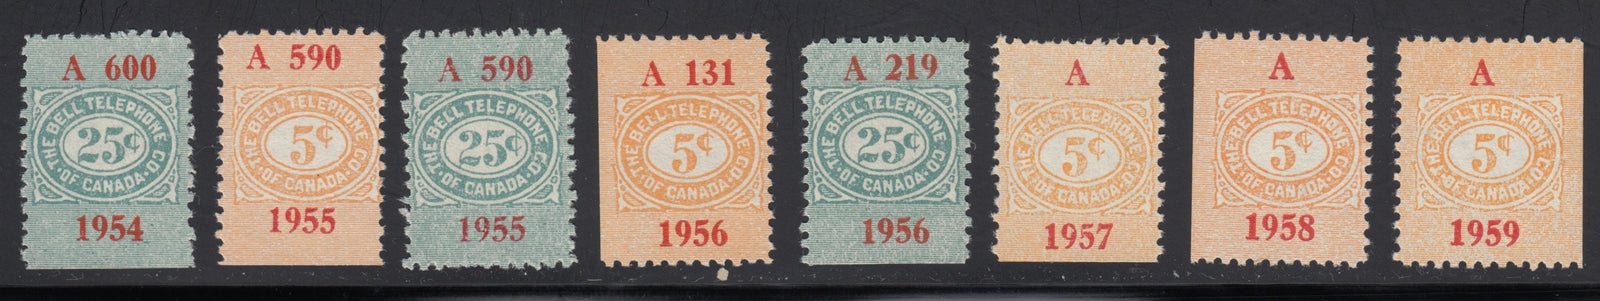 A 600
THE BELL TELEPHONE CO.
25¢
OF CANADA
1954
A 590
THE BELL TELEPHONE CO.
5¢
OF CANADA
1955
A 590
THE BELL TELEPHONE CO.
25¢
OF CANADA
1955
A 131
THE BELL TELEPHONE CO.
5¢
OF CANADA
1956
A 219
THE BELL TELEPHONE CO.
25¢
OF CANADA
1956
A
THE BELL TELEPHONE CO.
5¢
OF CANADA
1957
A
THE BELL TELEPHONE CO.
5¢
OF CANADA
1958
A
THE BELL TELEPHONE CO.
5¢
OF CANADA
1959